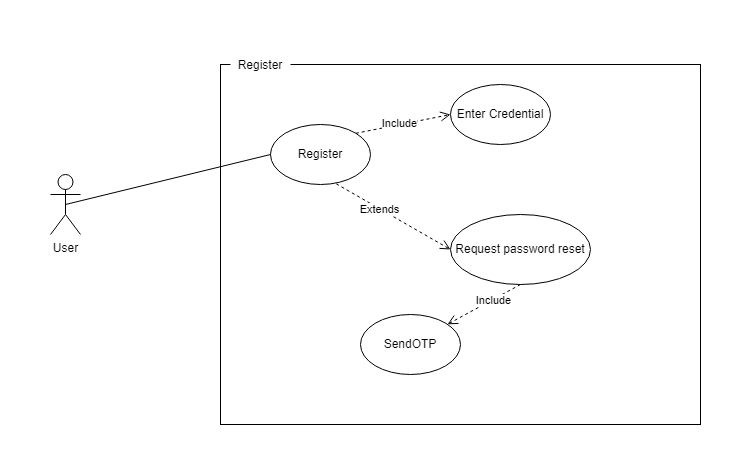 Register
Enter Credential
Include
Register
Extends
User
Request password reset
Include
SendOTP